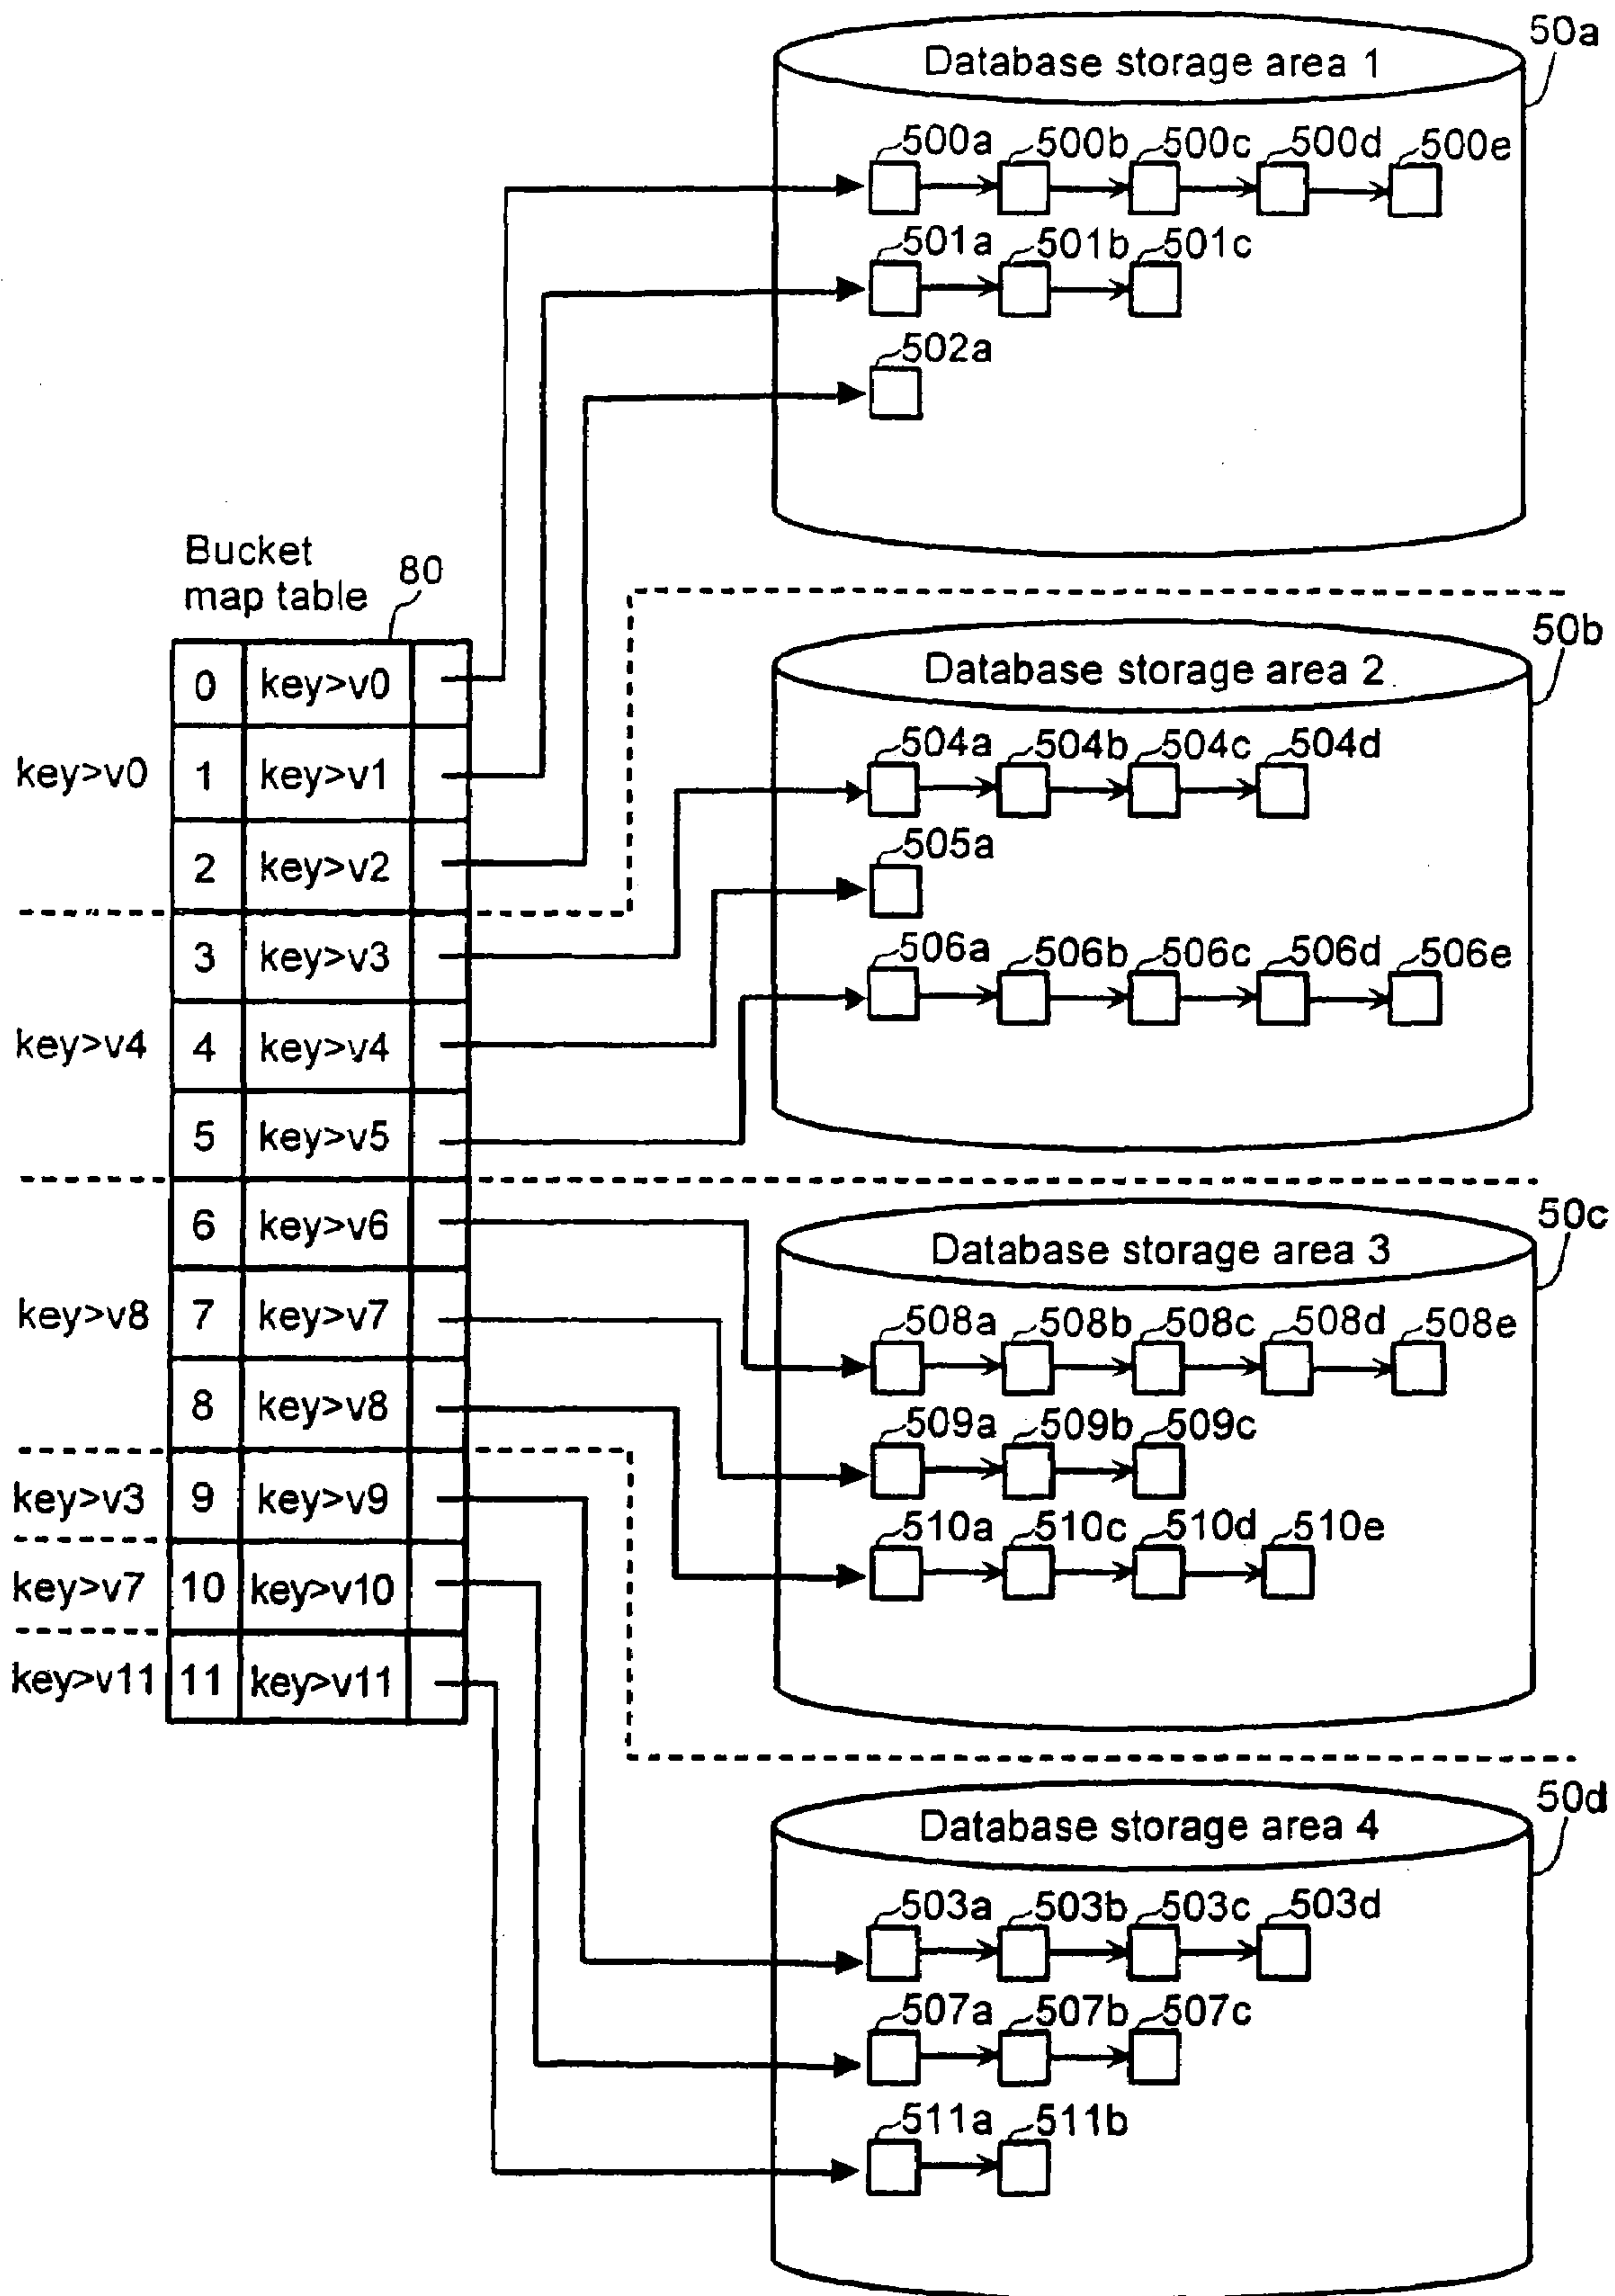 50a
Database storage area 1
500a 500b 500c 500d 500e
501a 501b 501c
502a
Bucket
map table
80
50b
Database storage area 2
504a 504b 504c 504d
505a
506a 506b 506c 506d 506e
key>v0
0 key>v0
1 key>v1
2 key>v2
key>v4
3 key>v3
4 key>v4
5 key>v5
key>v8
6 key>v6
7 key>v7
8 key>v8
key>v3 9 key>v9
key>v7 10 key>v10
key>v11 11 key>v11
50c
Database storage area 3
508a 508b 508c 508d 508e
509a 509b 509c
510a 510c 510d 510e
50d
Database storage area 4
503a 503b 503c 503d
507a 507b 507c
511a 511b